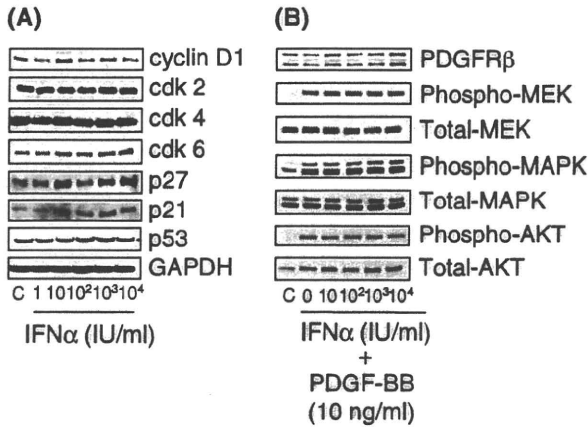 (A)
cyclin D1
cdk 2
cdk 4
cdk 6
p27
p21
p53
GAPDH
C 1 10 10² 10³ 10⁴
IFNα (IU/ml)
(B)
PDGFRβ
Phospho-MEK
Total-MEK
Phospho-MAPK
Total-MAPK
Phospho-AKT
Total-AKT
C 0 10 10² 10³ 10⁴
IFNα (IU/ml)
+
PDGF-BB
(10 ng/ml)